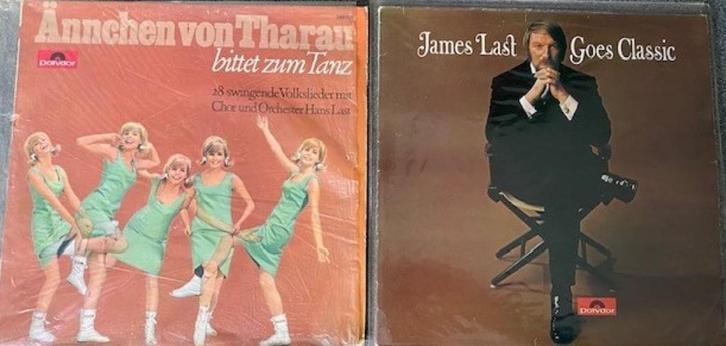 Ännchen von Tharau
bittet zum Tanz
28 swingende Volkslieder mit
Chor und Orchester Hans Last
Polydor
James Last Goes Classic
Polydor